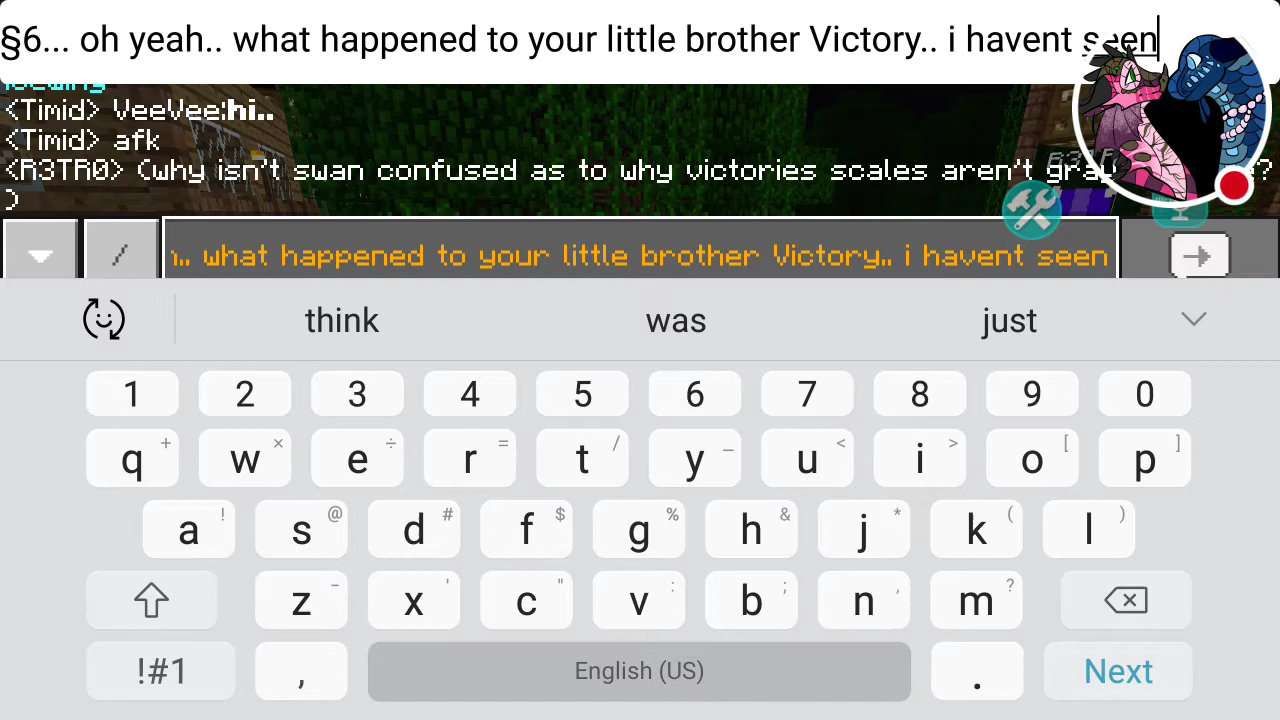 §6... oh yeah.. what happened to your little brother Victory.. i havent seen
<Timid> VeeVee:hi..
<Timid> afk
<R3TR0> (why isn't swan confused as to why victories scales aren't
)
/
.. what happened to your little brother Victory.. i havent seen
think was just
1 2 3 4 5 6 7 8 9 0
q + w × e ÷ r = t / y _ u < i > o [ p ]
a ! s @ d # f $ g % h & j * k ( l )
z - x ' c " v : b ; n , m ?
!#1 , English (US) . Next